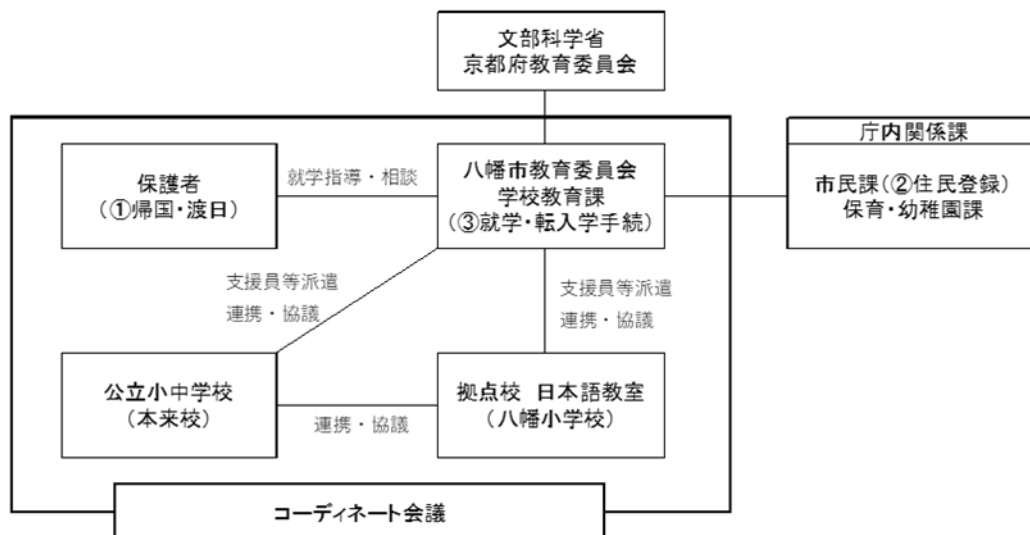 文部科学省
京都府教育委員会
庁内関係課
保護者
(①帰国・渡日)
就学指導・相談
八幡市教育委員会
学校教育課
(③就学・転入学手続)
市民課(②住民登録)
保育・幼稚園課
支援員等派遣
連携・協議
支援員等派遣
連携・協議
公立小中学校
(本来校)
連携・協議
拠点校 日本語教室
(八幡小学校)
コーディネート会議